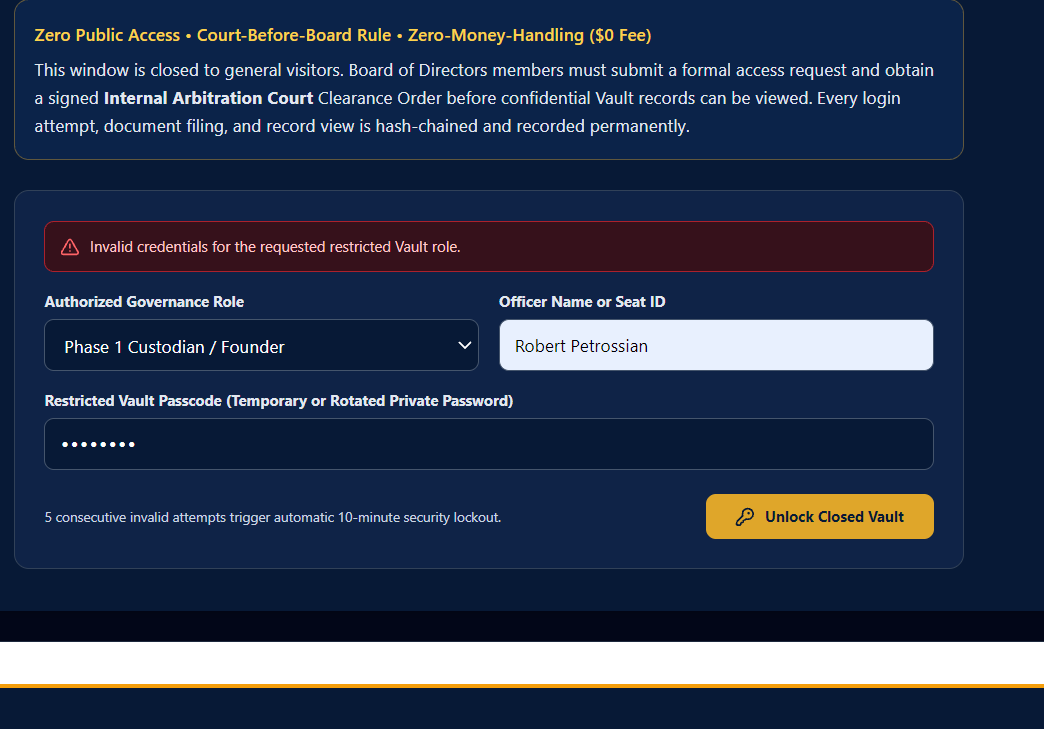 Zero Public Access • Court-Before-Board Rule • Zero-Money-Handling ($0 Fee)
This window is closed to general visitors. Board of Directors members must submit a formal access request and obtain
a signed Internal Arbitration Court Clearance Order before confidential Vault records can be viewed. Every login
attempt, document filing, and record view is hash-chained and recorded permanently.
Invalid credentials for the requested restricted Vault role.
Authorized Governance Role
Officer Name or Seat ID
Phase 1 Custodian / Founder
Robert Petrossian
Restricted Vault Passcode (Temporary or Rotated Private Password)
••••••••
5 consecutive invalid attempts trigger automatic 10-minute security lockout.
Unlock Closed Vault